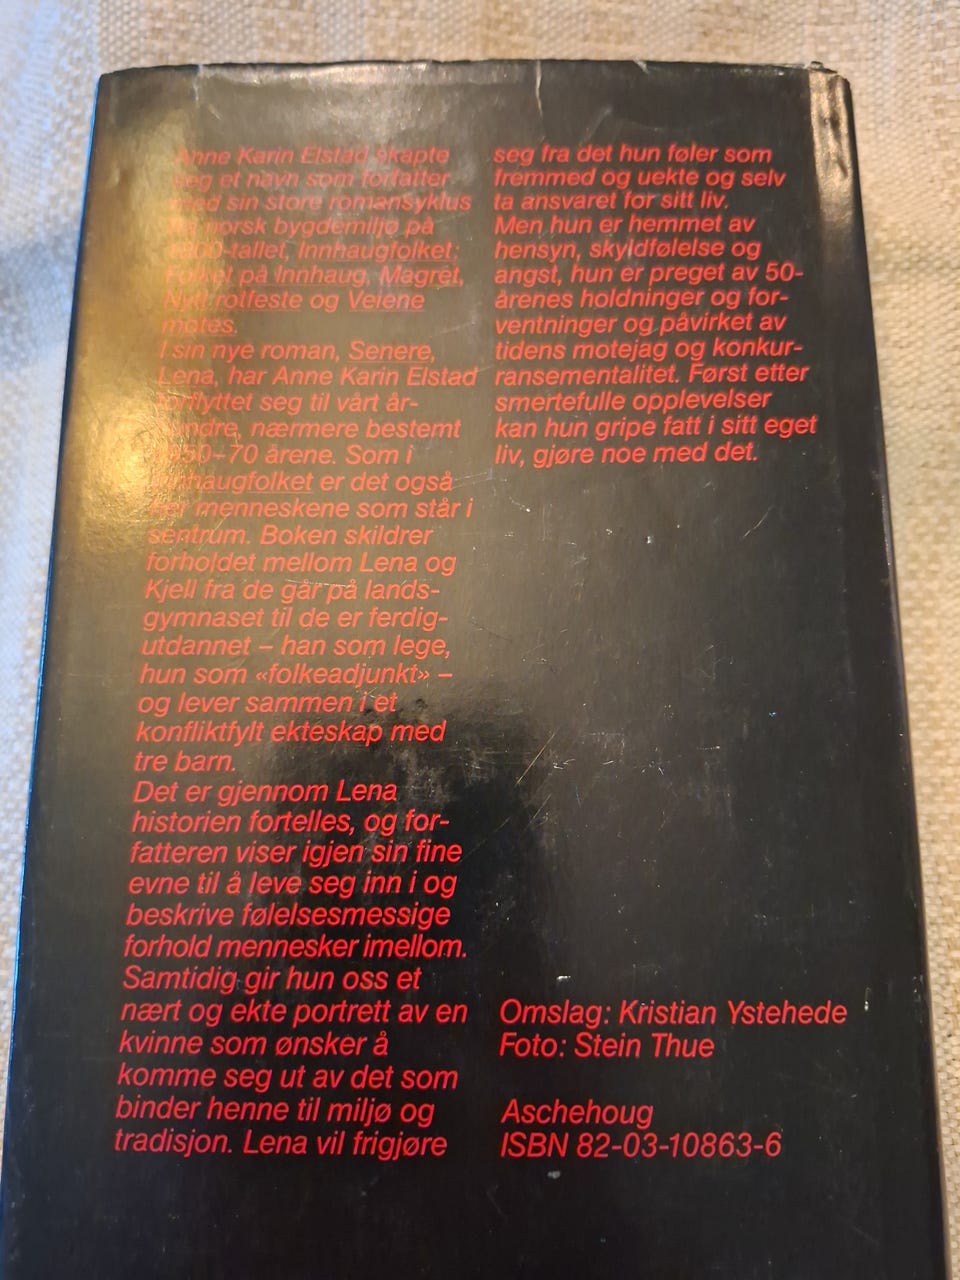 Anne Karin Elstad skapte
seg et navn som forfatter
med sin store romansyklus
fra norsk bygdemiljø på
1800-tallet, Innhaugfolket:
Folket på Innhaug, Magret,
Nytt rotfeste og Veiene
møtes.
I sin nye roman, Senere,
Lena, har Anne Karin Elstad
forflyttet seg til vårt år-
hundre, nærmere bestemt
1950–70 årene. Som i
Innhaugfolket er det også
her menneskene som står i
sentrum. Boken skildrer
forholdet mellom Lena og
Kjell fra de går på lands-
gymnaset til de er ferdig-
utdannet – han som lege,
hun som «folkeadjunkt» –
og lever sammen i et
konfliktfylt ekteskap med
tre barn.
Det er gjennom Lena
historien fortelles, og for-
fatteren viser igjen sin fine
evne til å leve seg inn i og
beskrive følelsesmessige
forhold mennesker imellom.
Samtidig gir hun oss et
nært og ekte portrett av en
kvinne som ønsker å
komme seg ut av det som
binder henne til miljø og
tradisjon. Lena vil frigjøre
seg fra det hun føler som
fremmed og uekte og selv
ta ansvaret for sitt liv.
Men hun er hemmet av
hensyn, skyldfølelse og
angst, hun er preget av 50-
årenes holdninger og for-
ventninger og påvirket av
tidens motejag og konkur-
ransementalitet. Først etter
smertefulle opplevelser
kan hun gripe fatt i sitt eget
liv, gjøre noe med det.
Omslag: Kristian Ystehede
Foto: Stein Thue
Aschehoug
ISBN 82-03-10863-6